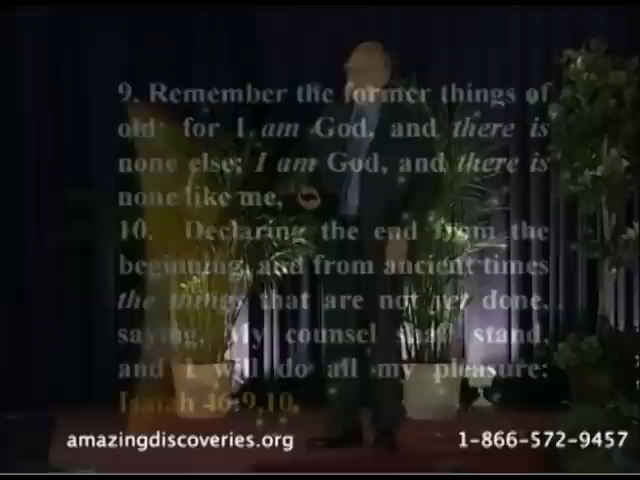 9. Remember the former things of
old: for I am God, and there is
none else; I am God, and there is
none like me,
10. Declaring the end from the
beginning, and from ancient times
the things that are not yet done,
saying, My counsel shall stand,
and I will do all my pleasure:
Isaiah 46:9,10.
amazingdiscoveries.org
1-866-572-9457